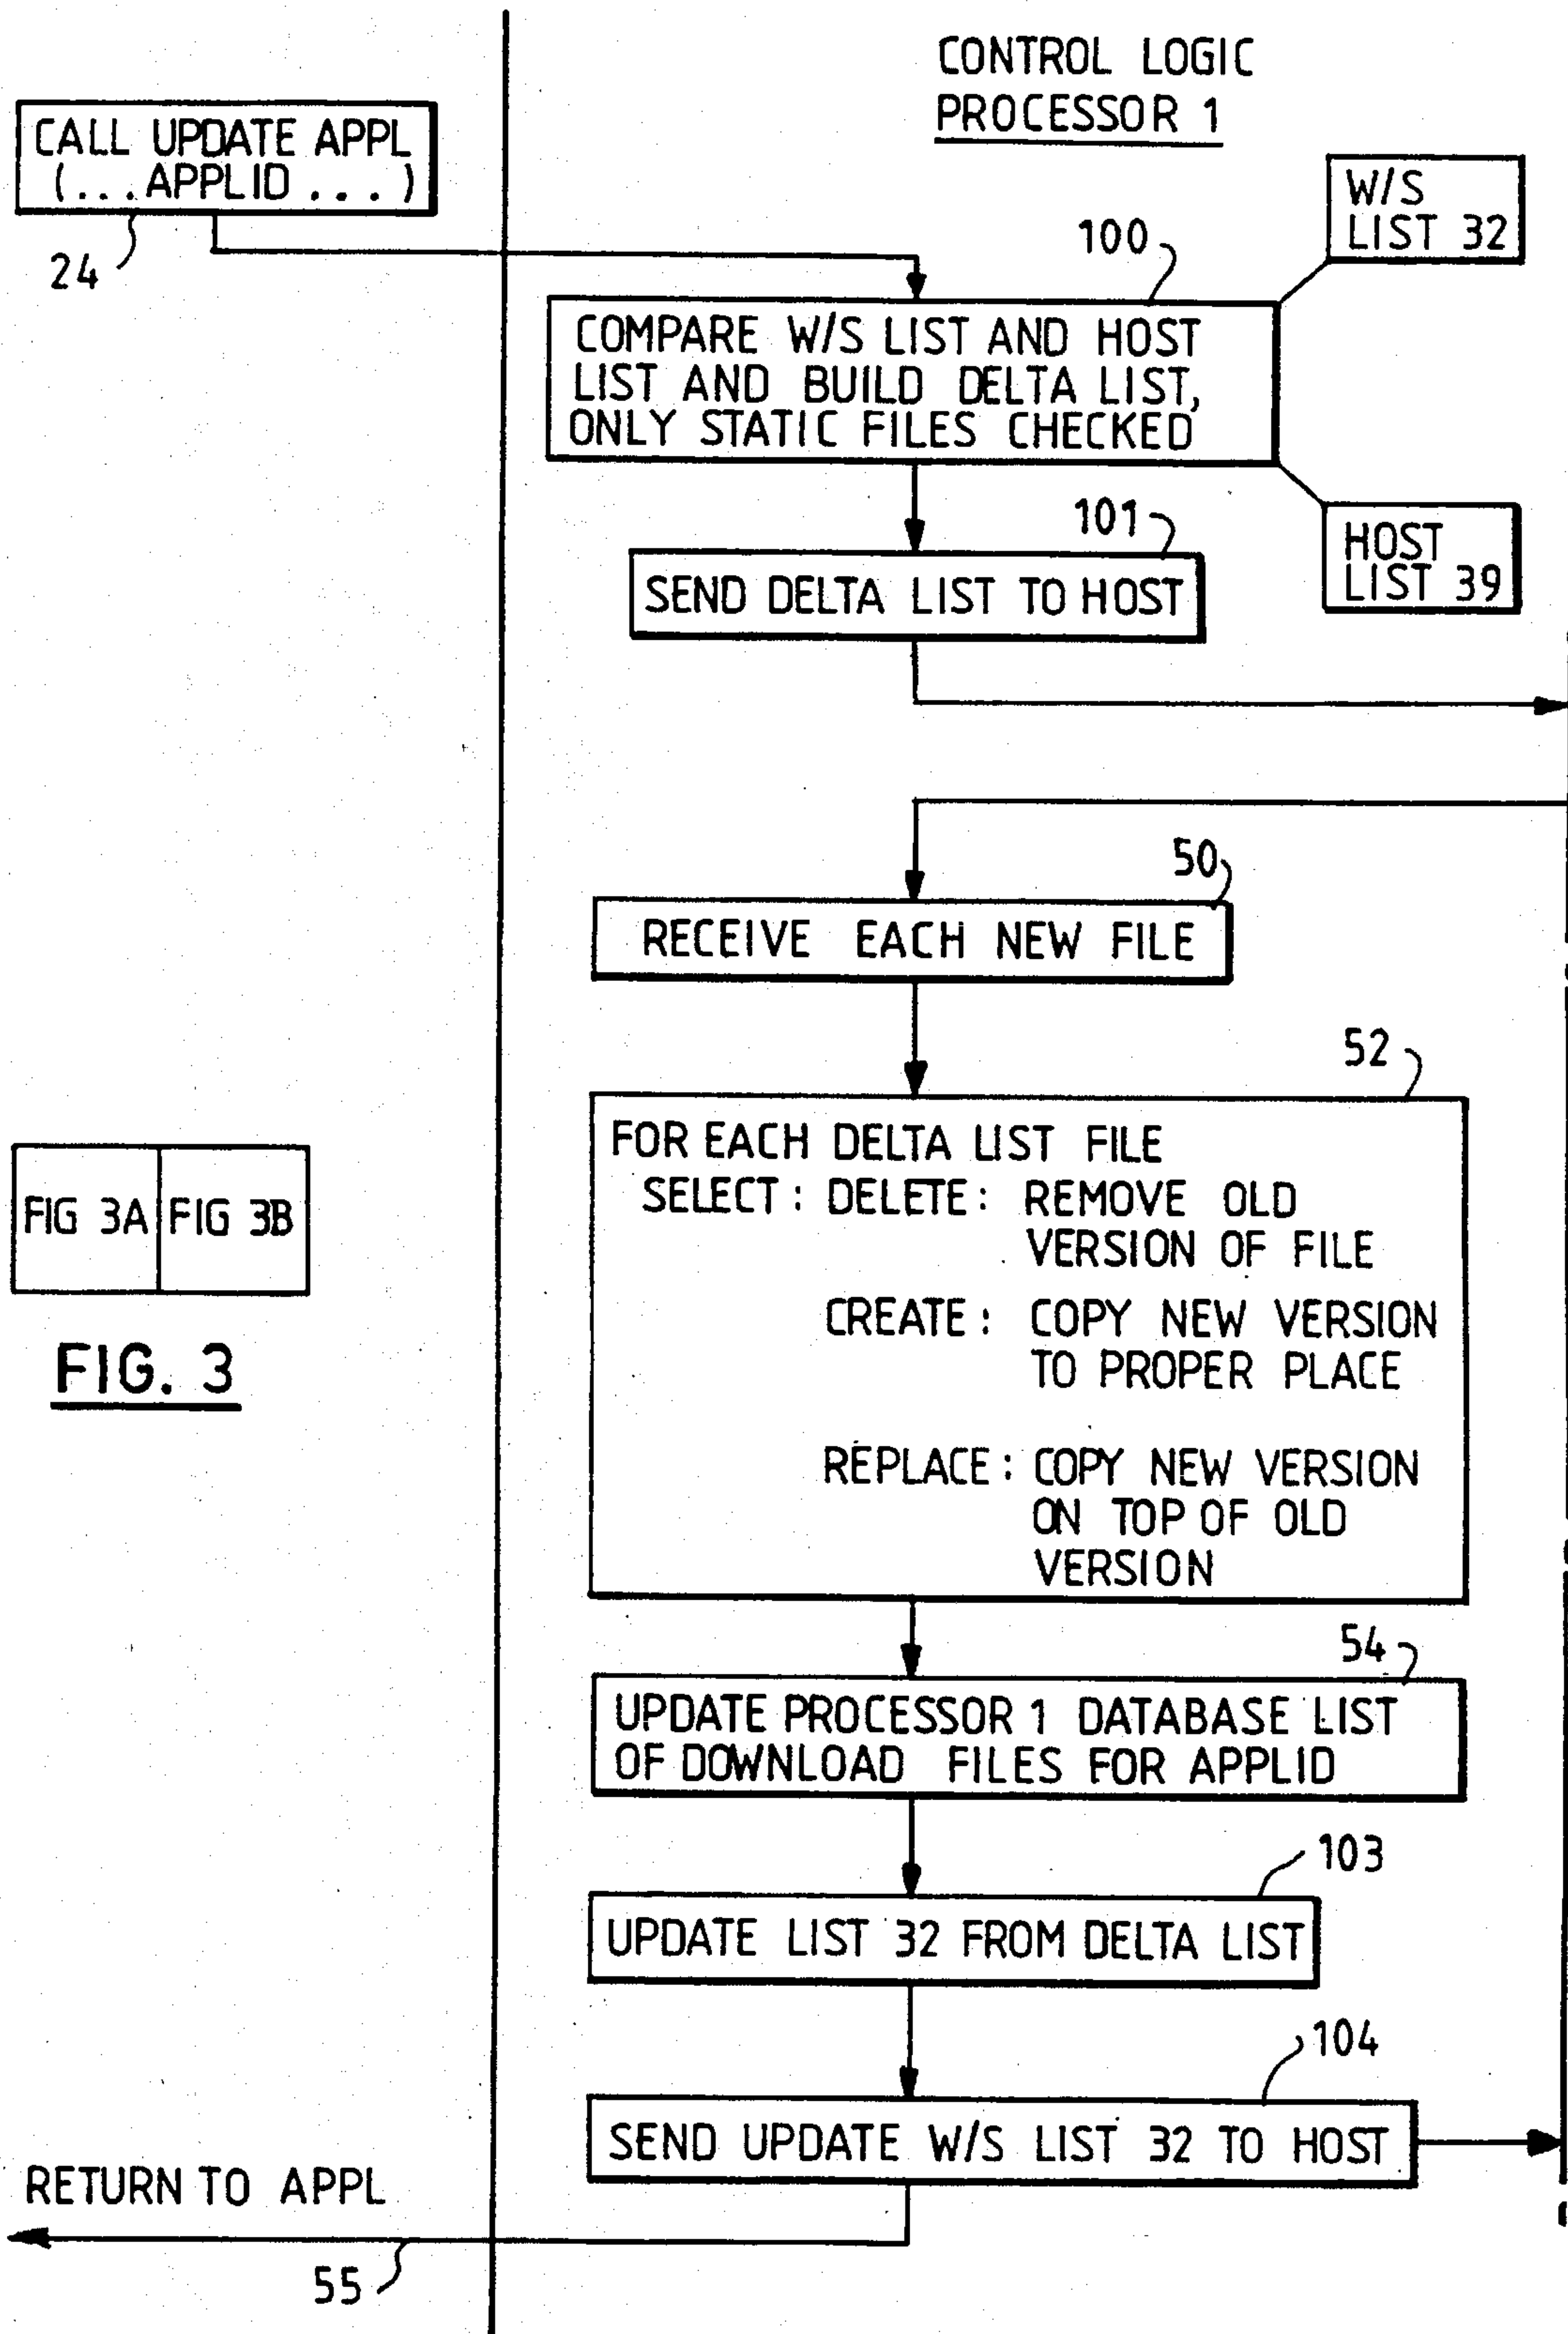 CONTROL LOGIC
PROCESSOR 1
CALL UPDATE APPL
(...APPLID...)
24
W/S
LIST 32
100
COMPARE W/S LIST AND HOST
LIST AND BUILD DELTA LIST,
ONLY STATIC FILES CHECKED
HOST
LIST 39
101
SEND DELTA LIST TO HOST
50
RECEIVE EACH NEW FILE
52
FOR EACH DELTA LIST FILE
SELECT: DELETE: REMOVE OLD
VERSION OF FILE
CREATE: COPY NEW VERSION
TO PROPER PLACE
REPLACE: COPY NEW VERSION
ON TOP OF OLD
VERSION
FIG 3A FIG 3B
FIG. 3
54
UPDATE PROCESSOR 1 DATABASE LIST
OF DOWNLOAD FILES FOR APPLID
103
UPDATE LIST 32 FROM DELTA LIST
104
SEND UPDATE W/S LIST 32 TO HOST
RETURN TO APPL
55